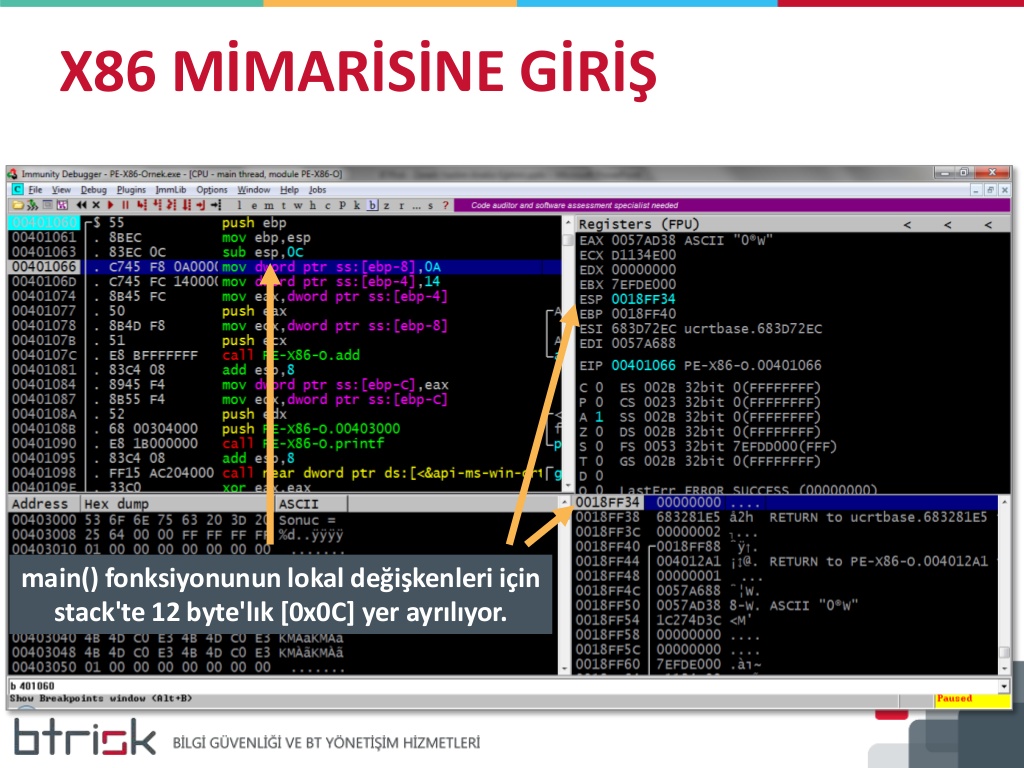 X86 MİMARİSİNE GİRİŞ
Immunity Debugger - PE-X86-Ornek.exe - [CPU - main thread, module PE-X86-O]
C File View Debug Plugins ImmLib Options Window Help Jobs
l e m t w h c P k b z r ... s ? Code auditor and software assessment specialist needed
00401060 $ 55 push ebp
00401061 . 8BEC mov ebp,esp
00401063 . 83EC 0C sub esp,0C
00401066 . C745 F8 0A000( mov dword ptr ss:[ebp-8],0A
0040106D . C745 FC 14000( mov dword ptr ss:[ebp-4],14
00401074 . 8B45 FC mov eax,dword ptr ss:[ebp-4]
00401077 . 50 push eax
00401078 . 8B4D F8 mov ecx,dword ptr ss:[ebp-8]
0040107B . 51 push ecx
0040107C . E8 BFFFFFFF call PE-X86-O.add
00401081 . 83C4 08 add esp,8
00401084 . 8945 F4 mov dword ptr ss:[ebp-C],eax
00401087 . 8B55 F4 mov edx,dword ptr ss:[ebp-C]
0040108A . 52 push edx
0040108B . 68 00304000 push PE-X86-O.00403000
00401090 . E8 1B000000 call PE-X86-O.printf
00401095 . 83C4 08 add esp,8
00401098 . FF15 AC204000 call near dword ptr ds:[<&api-ms-win-cr1
0040109E . 33C0 xor eax,eax
Registers (FPU) < < <
EAX 0057AD38 ASCII "0®W"
ECX D1134E00
EDX 00000000
EBX 7EFDE000
ESP 0018FF34
EBP 0018FF40
ESI 683D72EC ucrtbase.683D72EC
EDI 0057A688
EIP 00401066 PE-X86-O.00401066
C 0 ES 002B 32bit 0(FFFFFFFF)
P 0 CS 0023 32bit 0(FFFFFFFF)
A 1 SS 002B 32bit 0(FFFFFFFF)
Z 0 DS 002B 32bit 0(FFFFFFFF)
S 0 FS 0053 32bit 7EFDD000(FFF)
T 0 GS 002B 32bit 0(FFFFFFFF)
D 0
O 0 LastErr ERROR_SUCCESS (00000000)
Address Hex dump ASCII
00403000 53 6F 6E 75 63 20 3D 20 Sonuc =
00403008 25 64 00 00 FF FF FF FF %d..ÿÿÿÿ
00403010 01 00 00 00 00 00 00 00 .......
main() fonksiyonunun lokal değişkenleri için
stack'te 12 byte'lık [0x0C] yer ayrılıyor.
00403040 4B 4D C0 E3 4B 4D C0 E3 KMÀãKMÀã
00403048 4B 4D C0 E3 4B 4D C0 E3 KMÀãKMÀã
00403050 01 00 00 00 00 00 00 00 .......
0018FF34 00000000 ....
0018FF38 683281E5 å2h RETURN to ucrtbase.683281E5
0018FF3C 00000002
0018FF40 0018FF88
0018FF44 004012A1 RETURN to PE-X86-O.004012A1
0018FF48 00000001
0018FF4C 0057A688
0018FF50 0057AD38 8-W. ASCII "0®W"
0018FF54 1C274D3C <M'
0018FF58 00000000 ....
0018FF5C 00000000 ....
0018FF60 7EFDE000
b 401060
Show Breakpoints window (Alt+B) Paused
btrisk BİLGİ GÜVENLİĞİ VE BT YÖNETİŞİM HİZMETLERİ